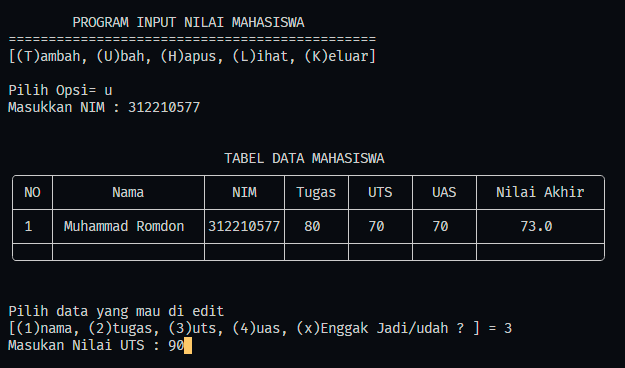 PROGRAM INPUT NILAI MAHASISWA
==============================================
[(T)ambah, (U)bah, (H)apus, (L)ihat, (K)eluar]
Pilih Opsi= u
Masukkan NIM : 312210577
TABEL DATA MAHASISWA
NO Nama NIM Tugas UTS UAS Nilai Akhir
1 Muhammad Romdon 312210577 80 70 70 73.0
Pilih data yang mau di edit
[(1)nama, (2)tugas, (3)uts, (4)uas, (x)Enggak Jadi/udah ? ] = 3
Masukan Nilai UTS : 90